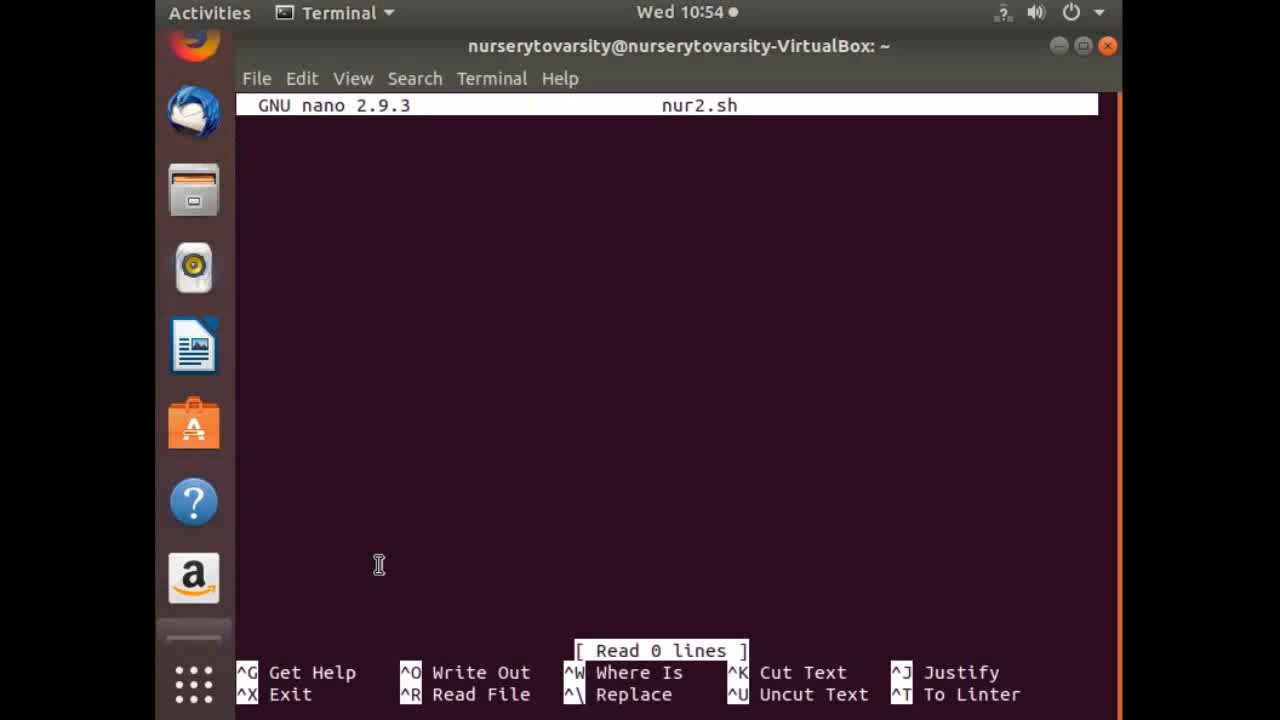 Activities Terminal Wed 10:54
nurserytovarsity@nurserytovarsity-VirtualBox: ~
File Edit View Search Terminal Help
GNU nano 2.9.3 nur2.sh
[ Read 0 lines ]
^G Get Help ^O Write Out ^W Where Is ^K Cut Text ^J Justify
^X Exit ^R Read File ^\ Replace ^U Uncut Text ^T To Linter